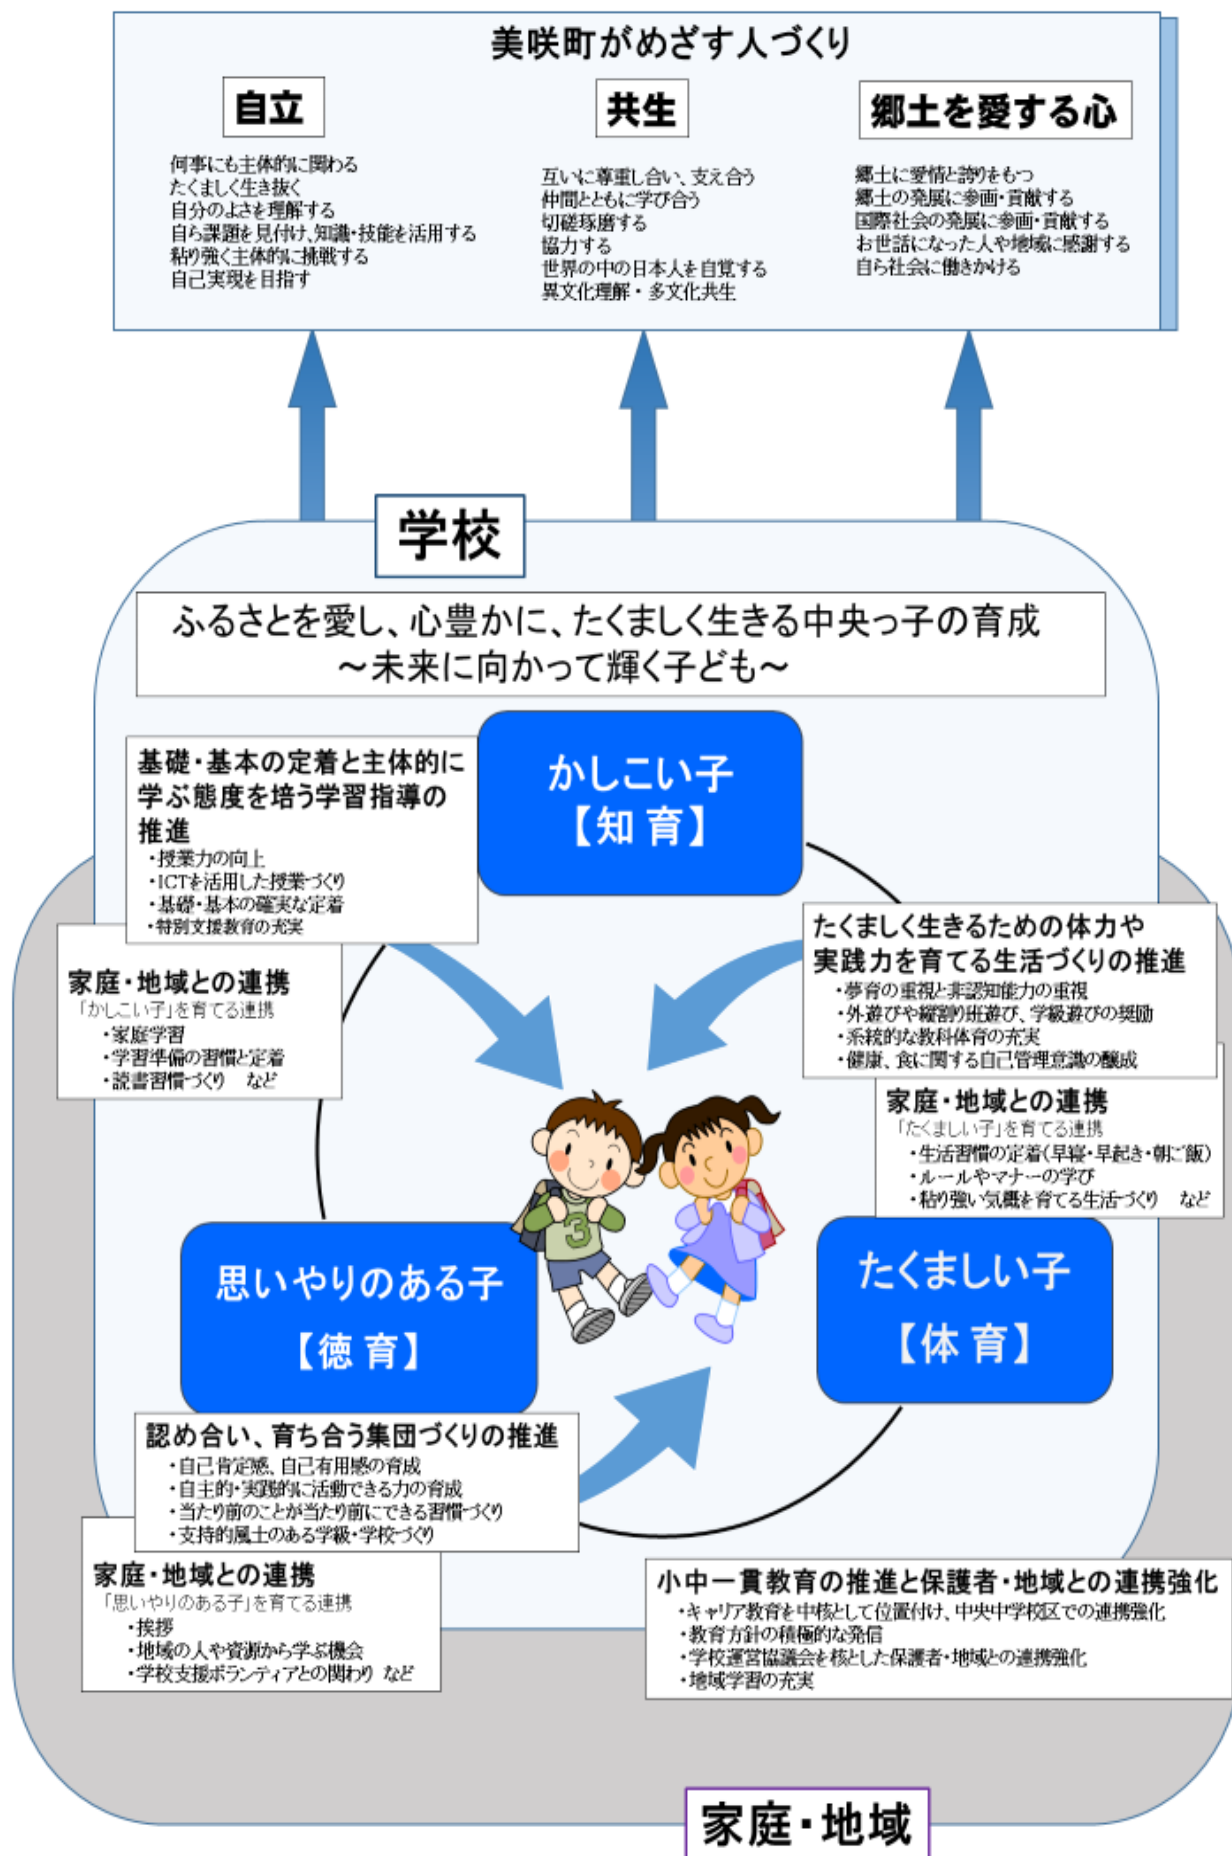 美咲町がめざす人づくり
自立
何事にも主体的に関わる
たくましく生き抜く
自分のよさを理解する
自ら課題を見付け、知識・技能を活用する
粘り強く主体的に挑戦する
自己実現を目指す
共生
互いに尊重し合い、支え合う
仲間とともに学び合う
切磋琢磨する
協力する
世界の中の日本人を自覚する
異文化理解・多文化共生
郷土を愛する心
郷土に愛情と誇りをもつ
郷土の発展に参画・貢献する
国際社会の発展に参画・貢献する
お世話になった人や地域に感謝する
自ら社会に働きかける
学校
ふるさとを愛し、心豊かに、たくましく生きる中央っ子の育成
～未来に向かって輝く子ども～
かしこい子
【知育】
基礎・基本の定着と主体的に
学ぶ態度を培う学習指導の
推進
・授業力の向上
・ICTを活用した授業づくり
・基礎・基本の確実な定着
・特別支援教育の充実
家庭・地域との連携
「かしこい子」を育てる連携
・家庭学習
・学習準備の習慣と定着
・読書習慣づくり など
たくましく生きるための体力や
実践力を育てる生活づくりの推進
・夢育の重視と非認知能力の重視
・外遊びや縦割り班遊び、学級遊びの奨励
・系統的な教科体育の充実
・健康、食に関する自己管理意識の醸成
家庭・地域との連携
「たくましい子」を育てる連携
・生活習慣の定着(早寝・早起き・朝ご飯)
・ルールやマナーの学び
・粘り強い気概を育てる生活づくり など
3
思いやりのある子
【徳育】
たくましい子
【体育】
認め合い、育ち合う集団づくりの推進
・自己肯定感、自己有用感の育成
・自主的・実践的に活動できる力の育成
・当たり前のことが当たり前にできる習慣づくり
・支持的風土のある学級・学校づくり
家庭・地域との連携
「思いやりのある子」を育てる連携
・挨拶
・地域の人や資源から学ぶ機会
・学校支援ボランティアとの関わり など
小中一貫教育の推進と保護者・地域との連携強化
・キャリア教育を中核として位置付け、中央中学校区での連携強化
・教育方針の積極的な発信
・学校運営協議会を核とした保護者・地域との連携強化
・地域学習の充実
家庭・地域